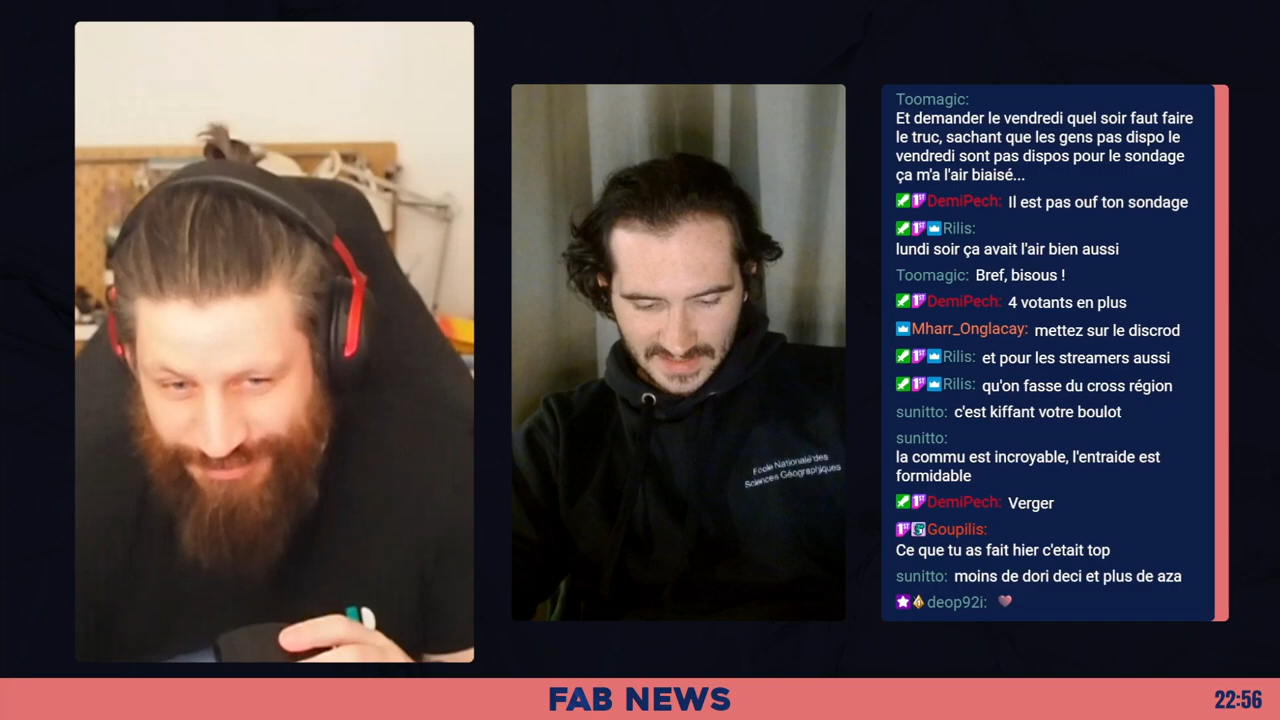 Toomagic:
Et demander le vendredi quel soir faut faire
le truc, sachant que les gens pas dispo le
vendredi sont pas dispos pour le sondage
ça m'a l'air biaisé...
DemiPech: Il est pas ouf ton sondage
Rilis:
lundi soir ça avait l'air bien aussi
Toomagic: Bref, bisous !
DemiPech: 4 votants en plus
Mharr_Onglacay: mettez sur le discrod
Rilis: et pour les streamers aussi
Rilis: qu'on fasse du cross région
sunitto: c'est kiffant votre boulot
sunitto:
la commu est incroyable, l'entraide est
formidable
DemiPech: Verger
Goupilis:
Ce que tu as fait hier c'etait top
sunitto: moins de dori deci et plus de aza
deop92i:
Ecole Nationale des
Sciences Géographiques
FAB NEWS
22:56